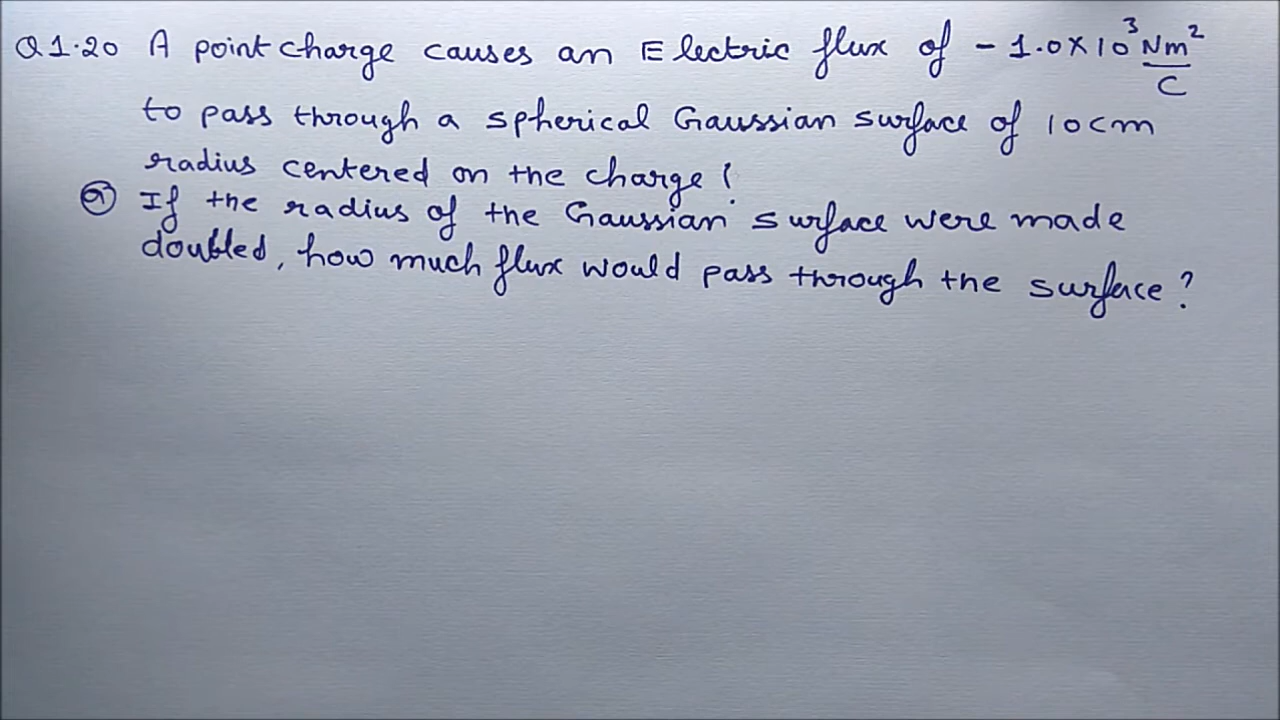 Q 1.20 A point charge causes an Electric flux of - 1.0 × 10³ Nm²/C
to pass through a spherical Gaussian surface of 10cm
radius centered on the charge !
(a) If the radius of the Gaussian surface were made
doubled, how much flux would pass through the surface ?